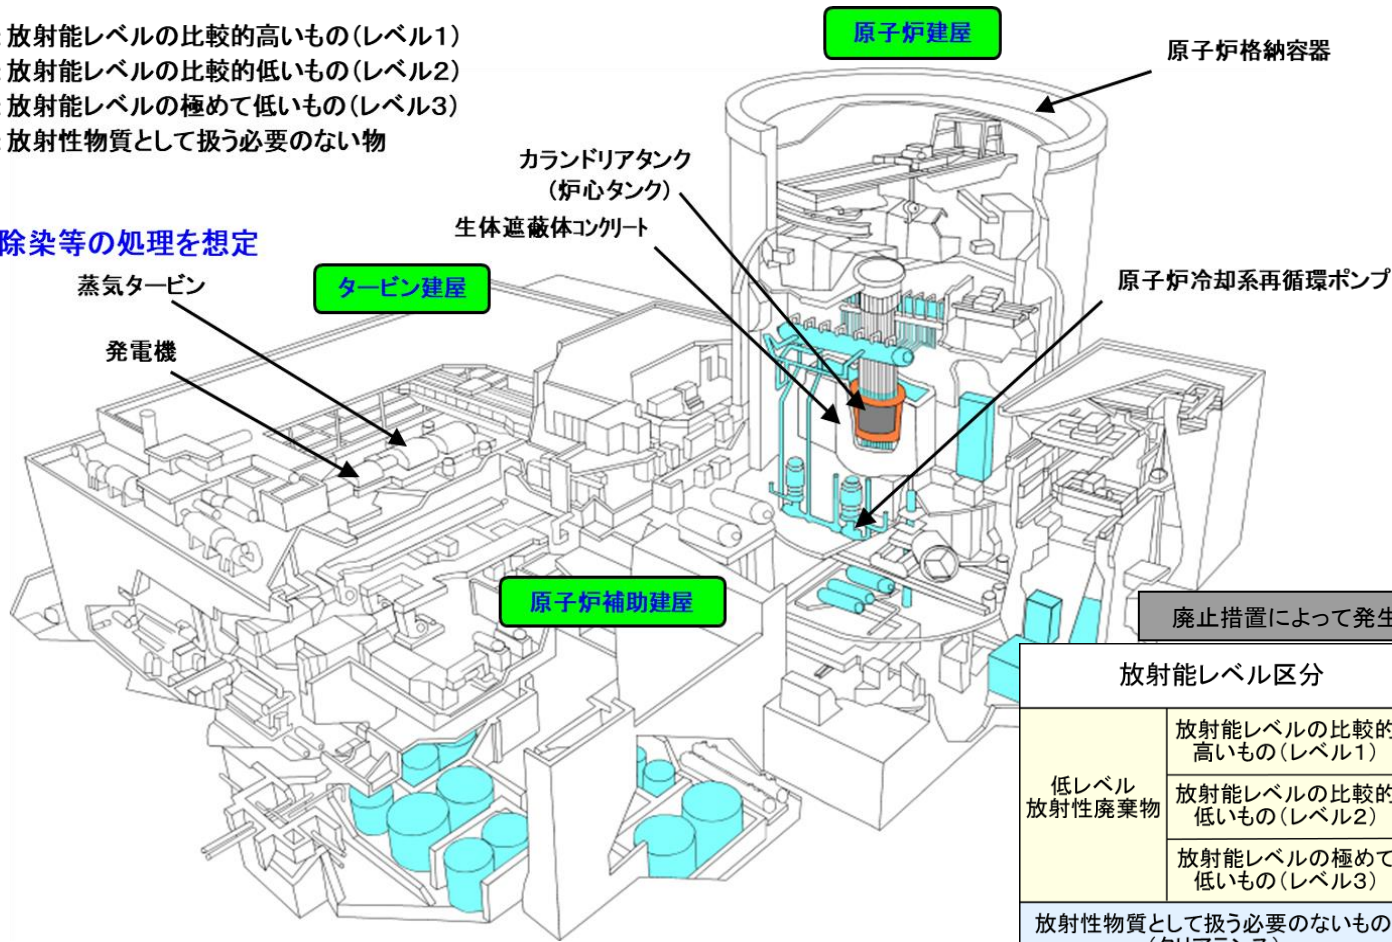 放射能レベルの比較的高いもの(レベル1)
放射能レベルの比較的低いもの(レベル2)
放射能レベルの極めて低いもの(レベル3)
放射性物質として扱う必要のない物
除染等の処理を想定
原子炉建屋
原子炉格納容器
カランドリアタンク
(炉心タンク)
生体遮蔽体コンクリート
原子炉冷却系再循環ポンプ
蒸気タービン
タービン建屋
発電機
原子炉補助建屋
廃止措置によって発生
放射能レベル区分
低レベル
放射性廃棄物
放射能レベルの比較的
高いもの(レベル1)
放射能レベルの比較的
低いもの(レベル2)
放射能レベルの極めて
低いもの(レベル3)
放射性物質として扱う必要のないもの
(クリアランス)